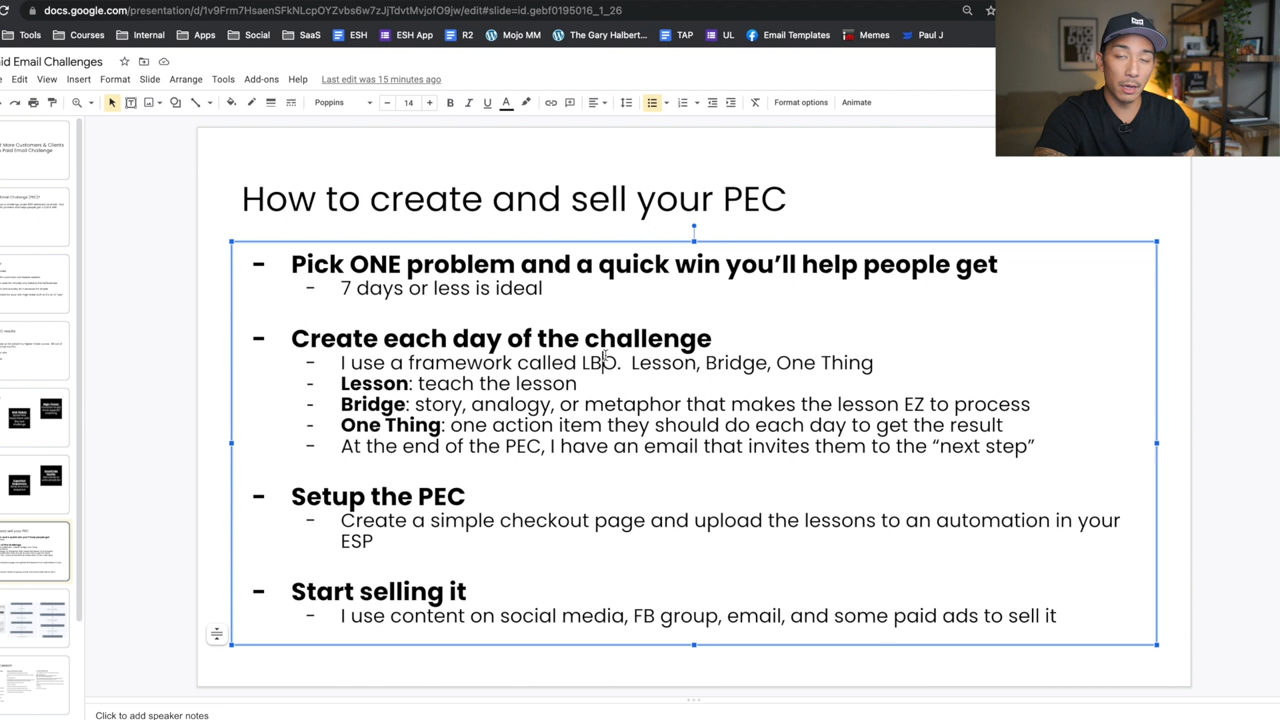 docs.google.com/presentation/d/1v9Frm7HsaenSFkNLcpOYZvbs6w7zJjTdvtMvjofO9jw/edit#slide=id.gebf0195016_1_26
Tools Courses Internal Apps Social SaaS ESH ESH App R2 Mojo MM The Gary Halbert... TAP UL Email Templates Memes Paul J
aid Email Challenges
Edit View Insert Format Slide Arrange Tools Add-ons Help Last edit was 15 minutes ago
Poppins - 14 + B I U A Format options Animate
How to create and sell your PEC
- Pick ONE problem and a quick win you’ll help people get
- 7 days or less is ideal
- Create each day of the challenge
- I use a framework called LBO. Lesson, Bridge, One Thing
- Lesson: teach the lesson
- Bridge: story, analogy, or metaphor that makes the lesson EZ to process
- One Thing: one action item they should do each day to get the result
- At the end of the PEC, I have an email that invites them to the “next step”
- Setup the PEC
- Create a simple checkout page and upload the lessons to an automation in your
ESP
- Start selling it
- I use content on social media, FB group, email, and some paid ads to sell it
Click to add speaker notes